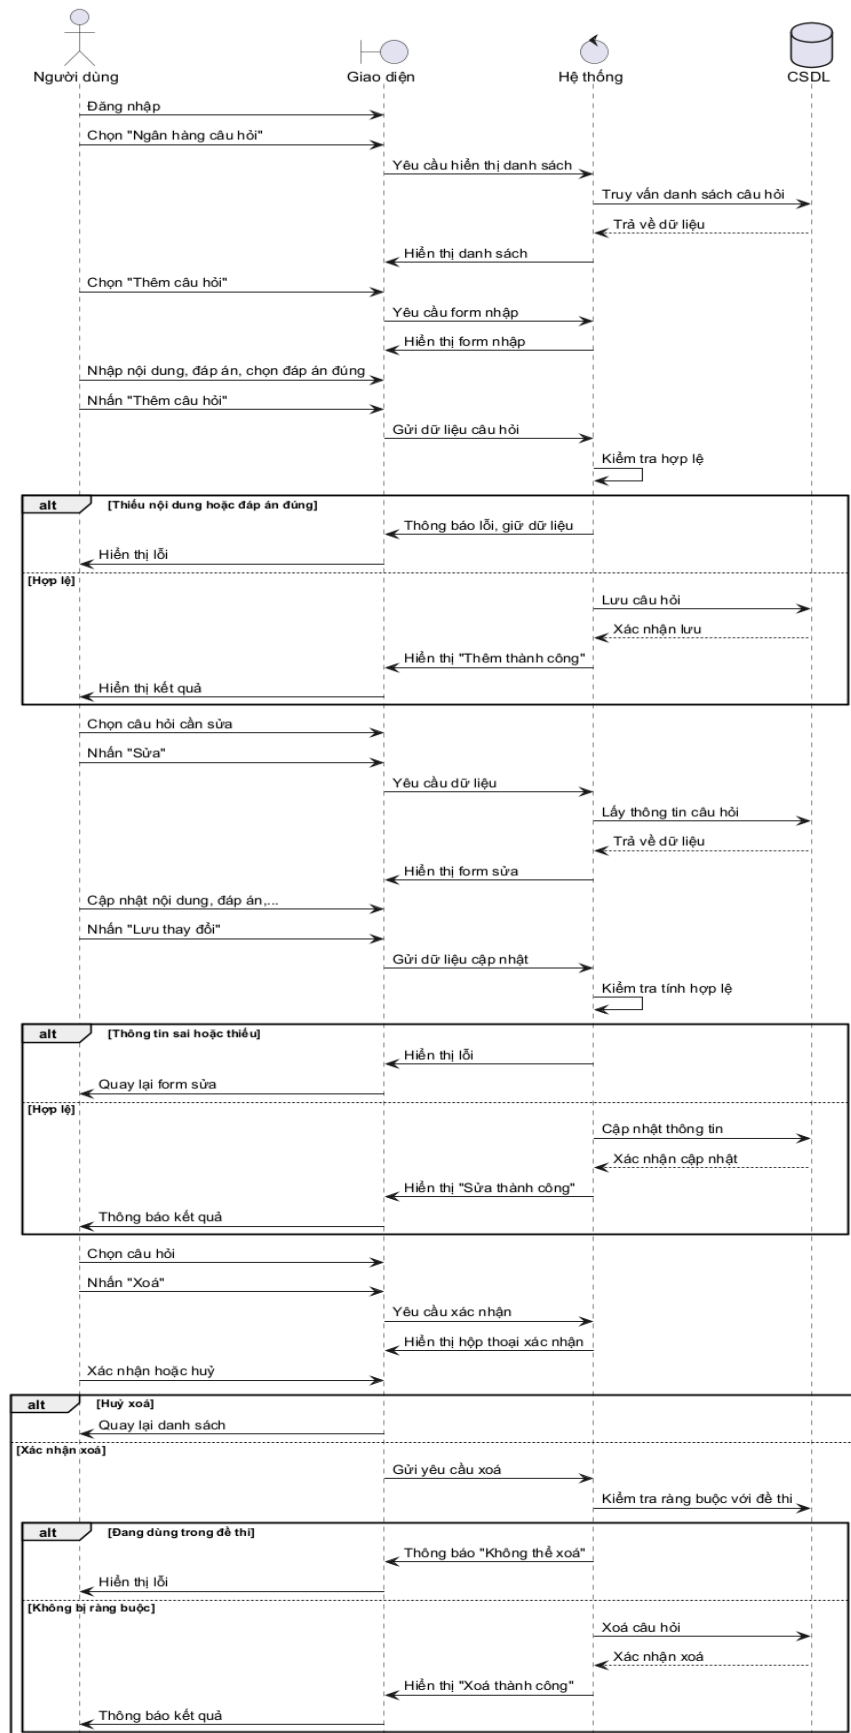 Người dùng
Giao diện
Hệ thống
CSDL
Đăng nhập
Chọn "Ngân hàng câu hỏi"
Yêu cầu hiển thị danh sách
Truy vấn danh sách câu hỏi
Trả về dữ liệu
Hiển thị danh sách
Chọn "Thêm câu hỏi"
Yêu cầu form nhập
Hiển thị form nhập
Nhập nội dung, đáp án, chọn đáp án đúng
Nhấn "Thêm câu hỏi"
Gửi dữ liệu câu hỏi
Kiểm tra hợp lệ
alt
[Thiếu nội dung hoặc đáp án đúng]
Thông báo lỗi, giữ dữ liệu
Hiển thị lỗi
[Hợp lệ]
Lưu câu hỏi
Xác nhận lưu
Hiển thị "Thêm thành công"
Hiển thị kết quả
Chọn câu hỏi cần sửa
Nhấn "Sửa"
Yêu cầu dữ liệu
Lấy thông tin câu hỏi
Trả về dữ liệu
Hiển thị form sửa
Cập nhật nội dung, đáp án,...
Nhấn "Lưu thay đổi"
Gửi dữ liệu cập nhật
Kiểm tra tính hợp lệ
alt
[Thông tin sai hoặc thiếu]
Hiển thị lỗi
Quay lại form sửa
[Hợp lệ]
Cập nhật thông tin
Xác nhận cập nhật
Hiển thị "Sửa thành công"
Thông báo kết quả
Chọn câu hỏi
Nhấn "Xoá"
Yêu cầu xác nhận
Hiển thị hộp thoại xác nhận
Xác nhận hoặc huỷ
alt
[Huỷ xoá]
Quay lại danh sách
[Xác nhận xoá]
Gửi yêu cầu xoá
Kiểm tra ràng buộc với đề thi
alt
[Đang dùng trong đề thi]
Thông báo "Không thể xoá"
Hiển thị lỗi
[Không bị ràng buộc]
Xoá câu hỏi
Xác nhận xoá
Hiển thị "Xoá thành công"
Thông báo kết quả